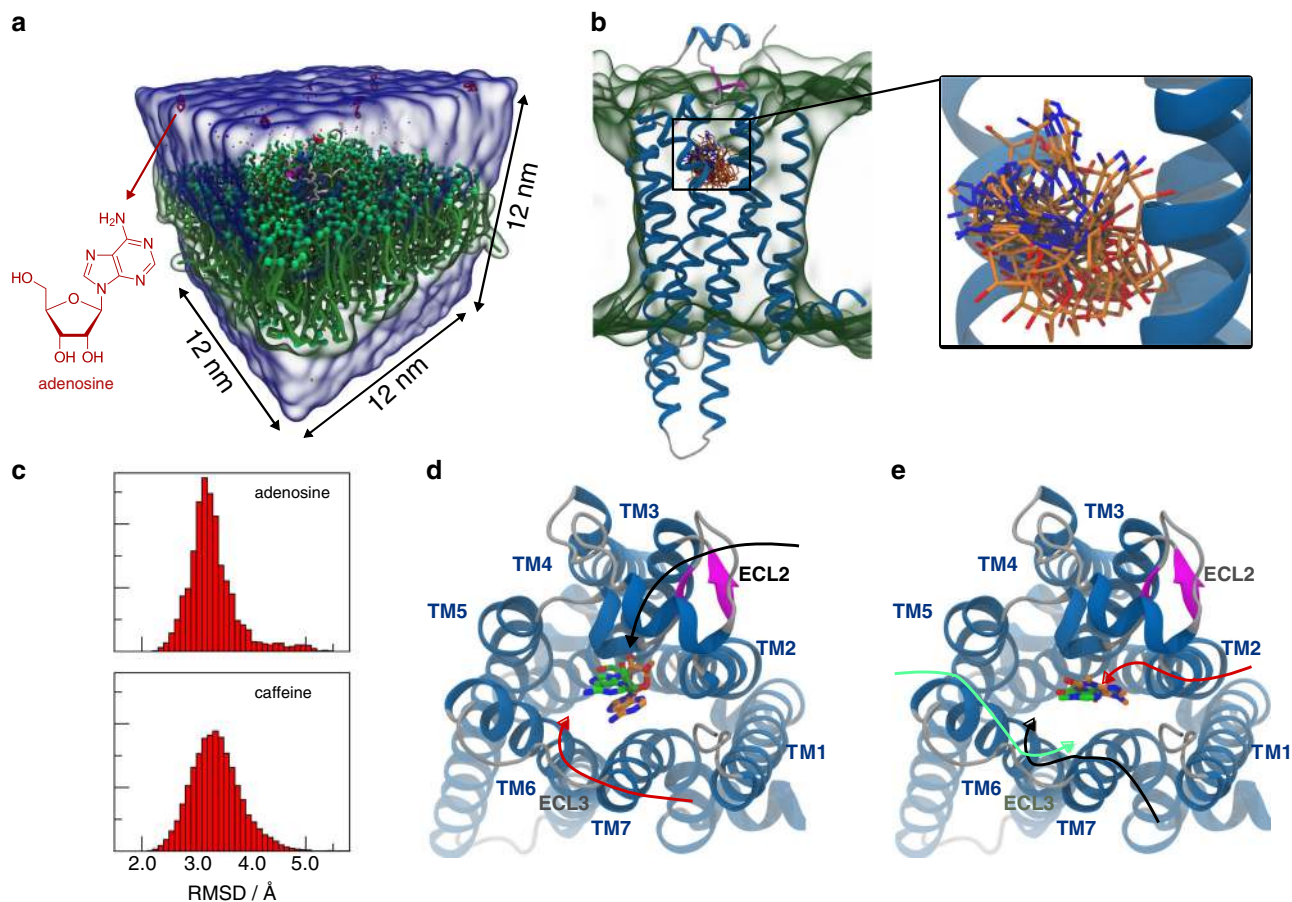 a
12 nm
12 nm
12 nm
NH₂
N
N
N
N
HO
O
OH OH
adenosine
b
c
adenosine
caffeine
2.0 3.0 4.0 5.0
RMSD / Å
d
TM3
TM4
ECL2
TM5
TM2
TM1
TM6
ECL3
TM7
e
TM3
TM4
ECL2
TM5
TM2
TM1
TM6
ECL3
TM7